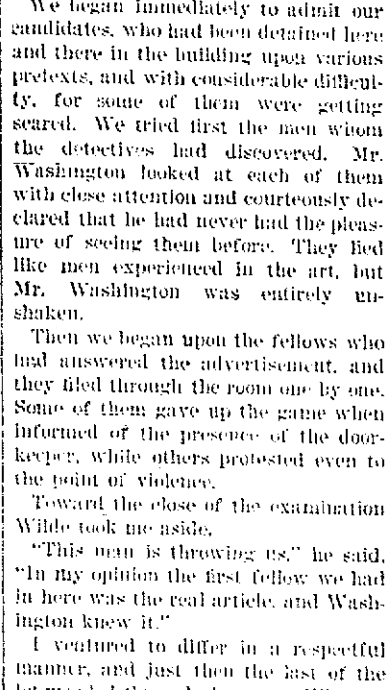 We began immediately to admit our
candidates, who had been detained here
and there in the building upon various
pretexts, and with considerable difficul-
ty, for some of them were getting
scared. We tried first the men whom
the detectives had discovered. Mr.
Washington looked at each of them
with close attention and courteously de-
clared that he had never had the pleas-
ure of seeing them before. They lied
like men experienced in the art, but
Mr. Washington was entirely un-
shaken.
Then we began upon the fellows who
had answered the advertisement, and
they filed through the room one by one.
Some of them gave up the game when
informed of the presence of the door-
keeper, while others protested even to
the point of violence.
Toward the close of the examination
Wilde took me aside.
"This man is throwing us," he said.
"In my opinion the first fellow we had
in here was the real article, and Wash-
ington knew it."
I ventured to differ in a respectful
manner, and just then the last of the